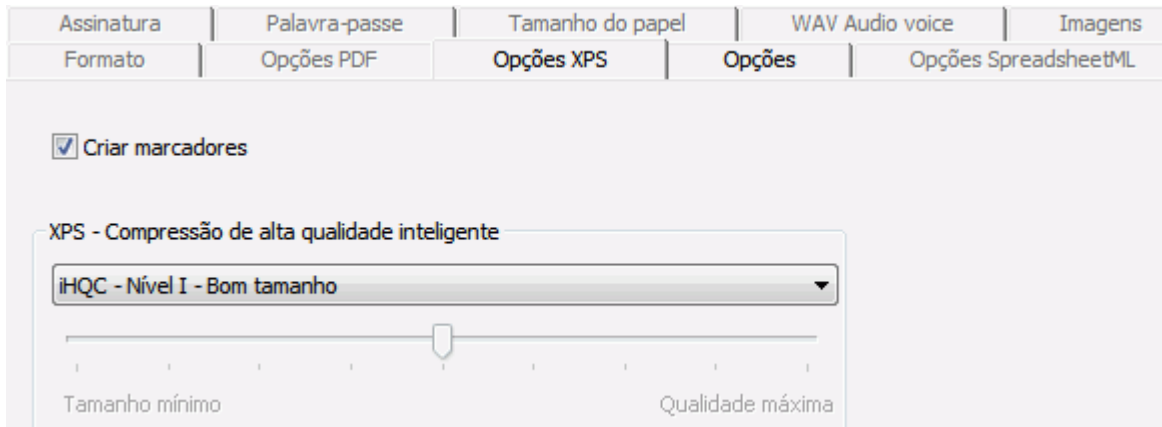 Assinatura Palavra-passe Tamanho do papel WAV Audio voice Imagens
Formato Opções PDF Opções XPS Opções Opções SpreadsheetML
Criar marcadores
XPS - Compressão de alta qualidade inteligente
iHQC - Nível I - Bom tamanho
Tamanho mínimo Qualidade máxima